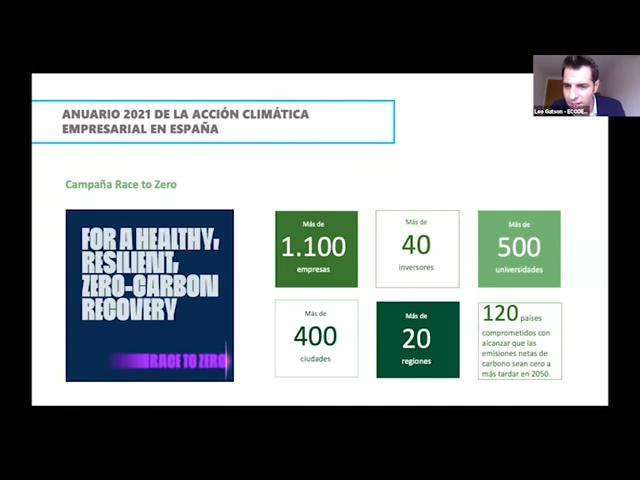 Leo Gutson - ECODE...
ANUARIO 2021 DE LA ACCIÓN CLIMÁTICA
EMPRESARIAL EN ESPAÑA
Campaña Race to Zero
FOR A HEALTHY,
RESILIENT,
ZERO-CARBON
RECOVERY
RACE TO ZERO
Más de
1.100
empresas
Más de
40
inversores
Más de
500
universidades
Más de
400
ciudades
Más de
20
regiones
120 países
comprometidos con
alcanzar que las
emisiones netas de
carbono sean cero a
más tardar en 2050.